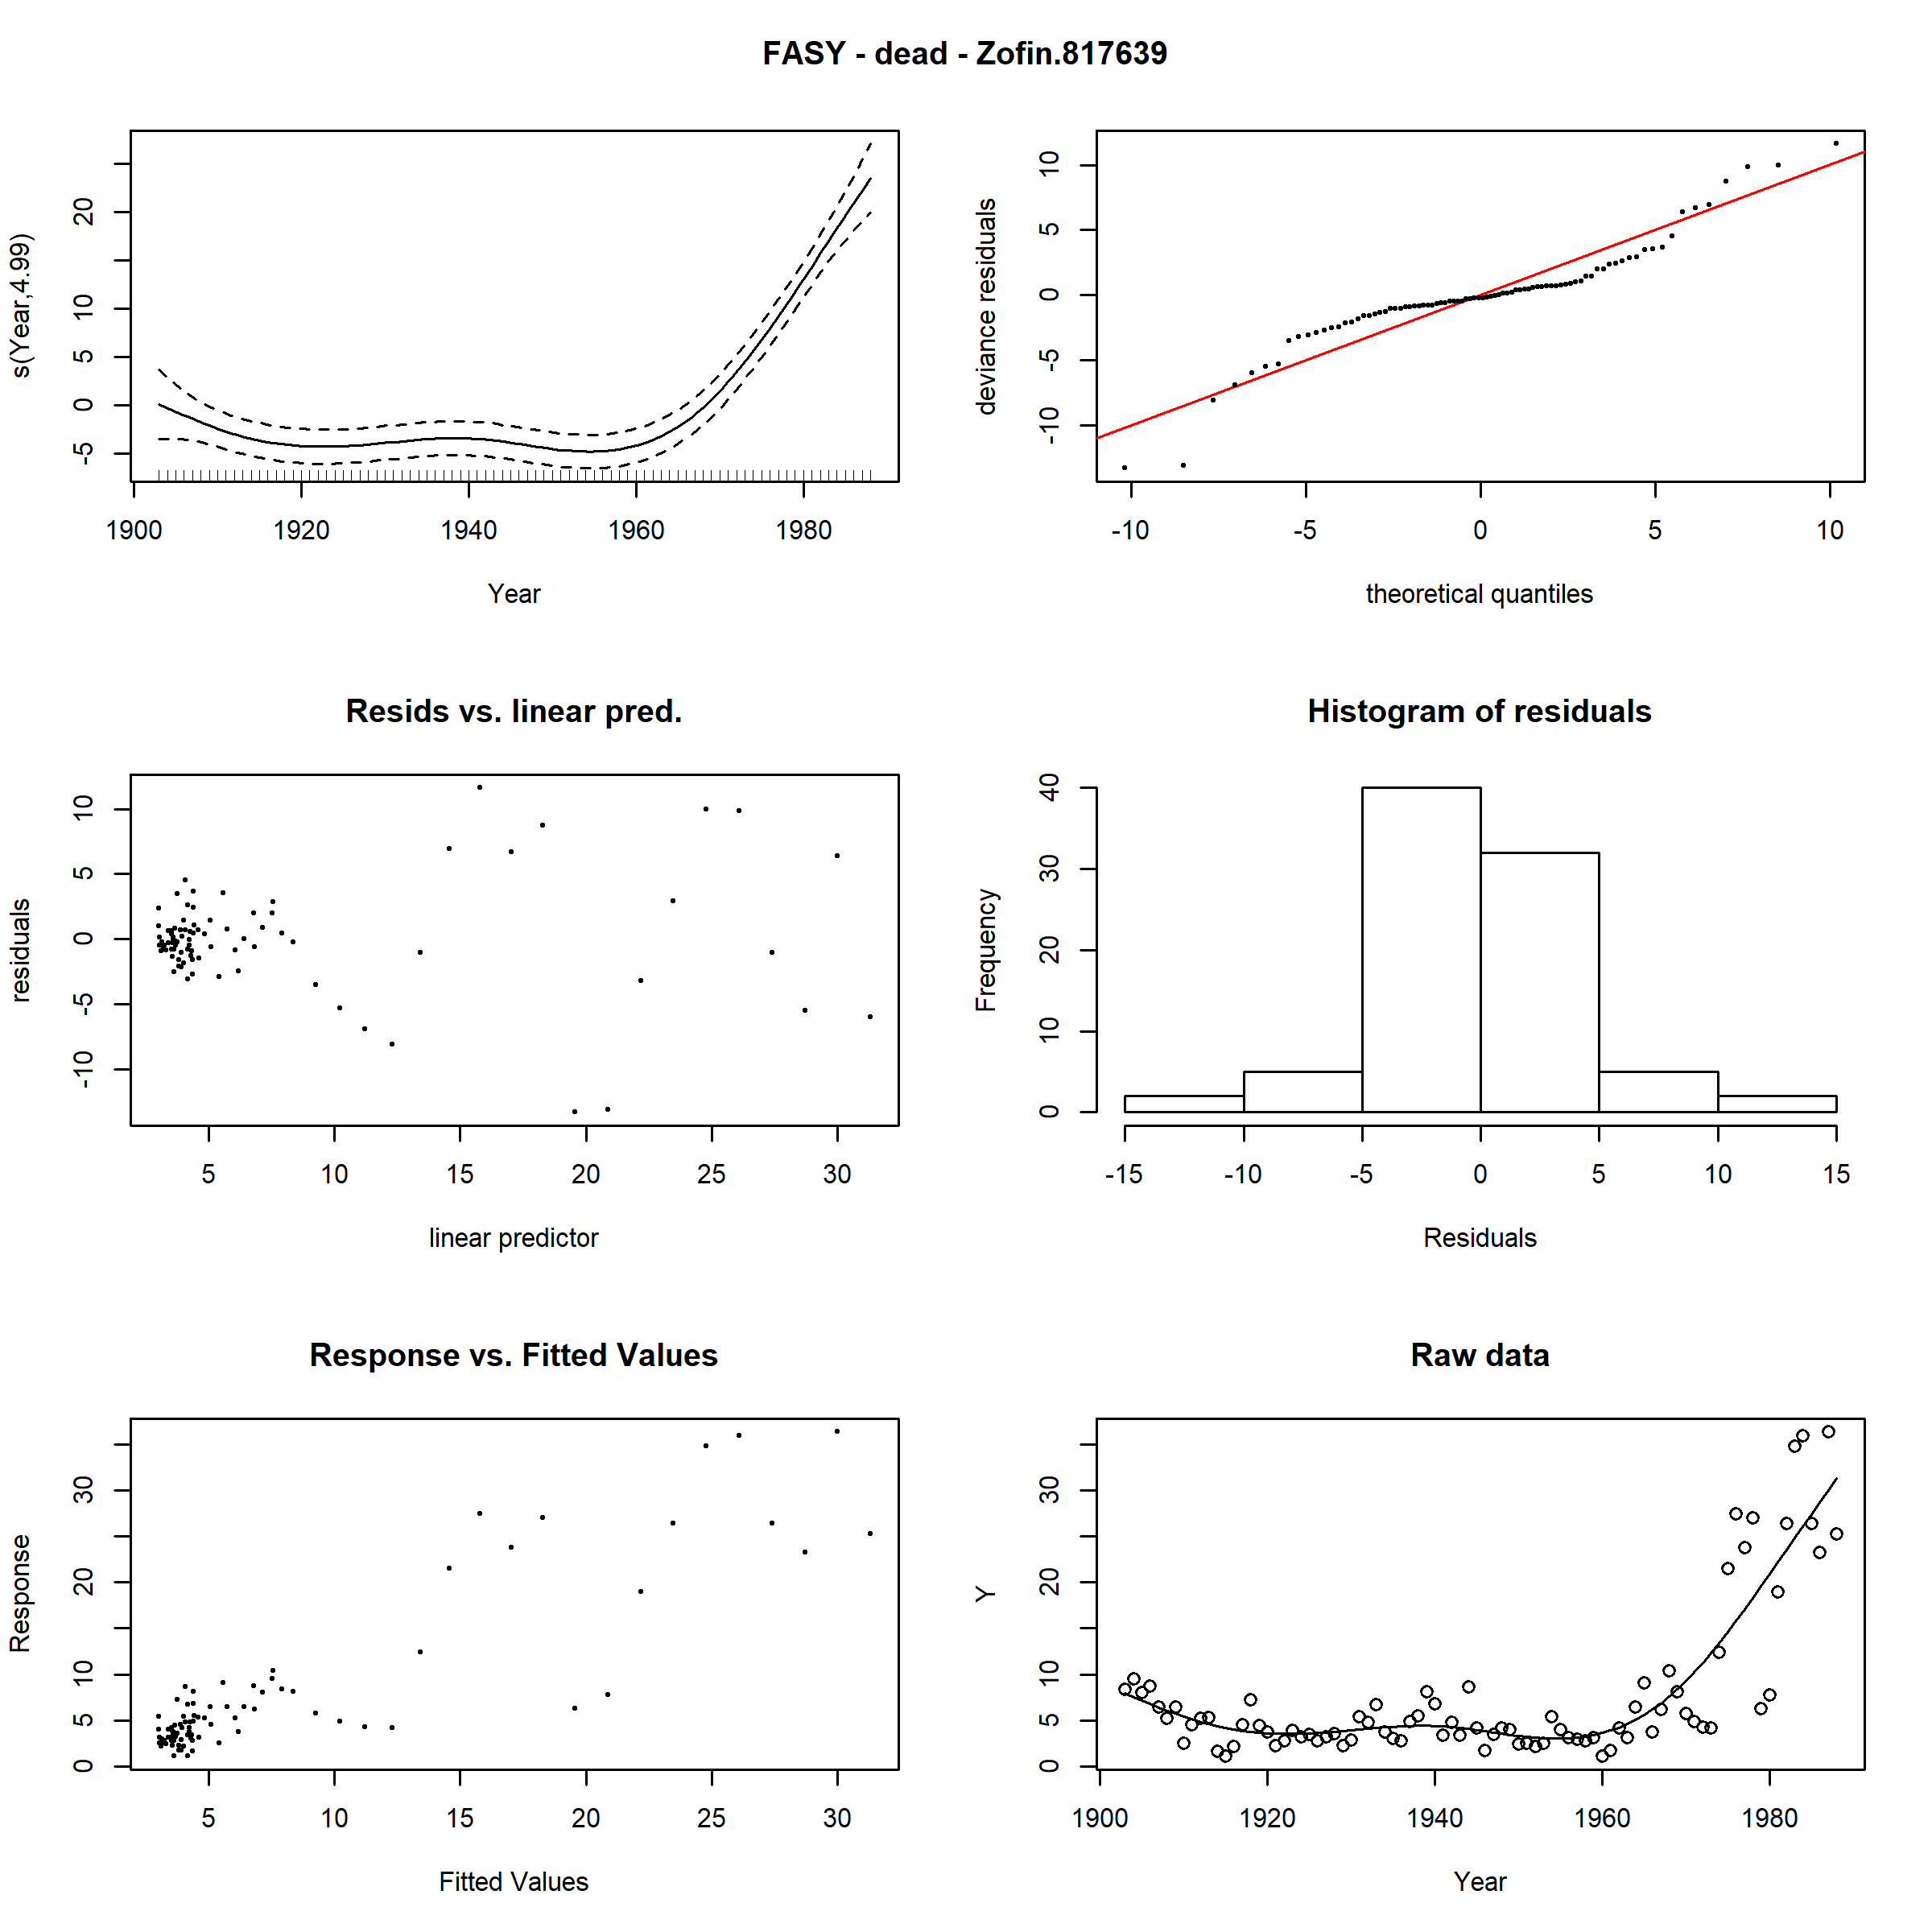 FASY - dead - Zofin.817639
s(Year,4.99)
-5 0 5 10 20
1900 1920 1940 1960 1980
Year
deviance residuals
-10 -5 0 5 10
-10 -5 0 5 10
theoretical quantiles
Resids vs. linear pred.
residuals
-10 -5 0 5 10
5 10 15 20 25 30
linear predictor
Histogram of residuals
Frequency
0 10 20 30 40
-15 -10 -5 0 5 10 15
Residuals
Response vs. Fitted Values
Response
0 5 10 20 30
5 10 15 20 25 30
Fitted Values
Raw data
Y
0 5 10 20 30
1900 1920 1940 1960 1980
Year